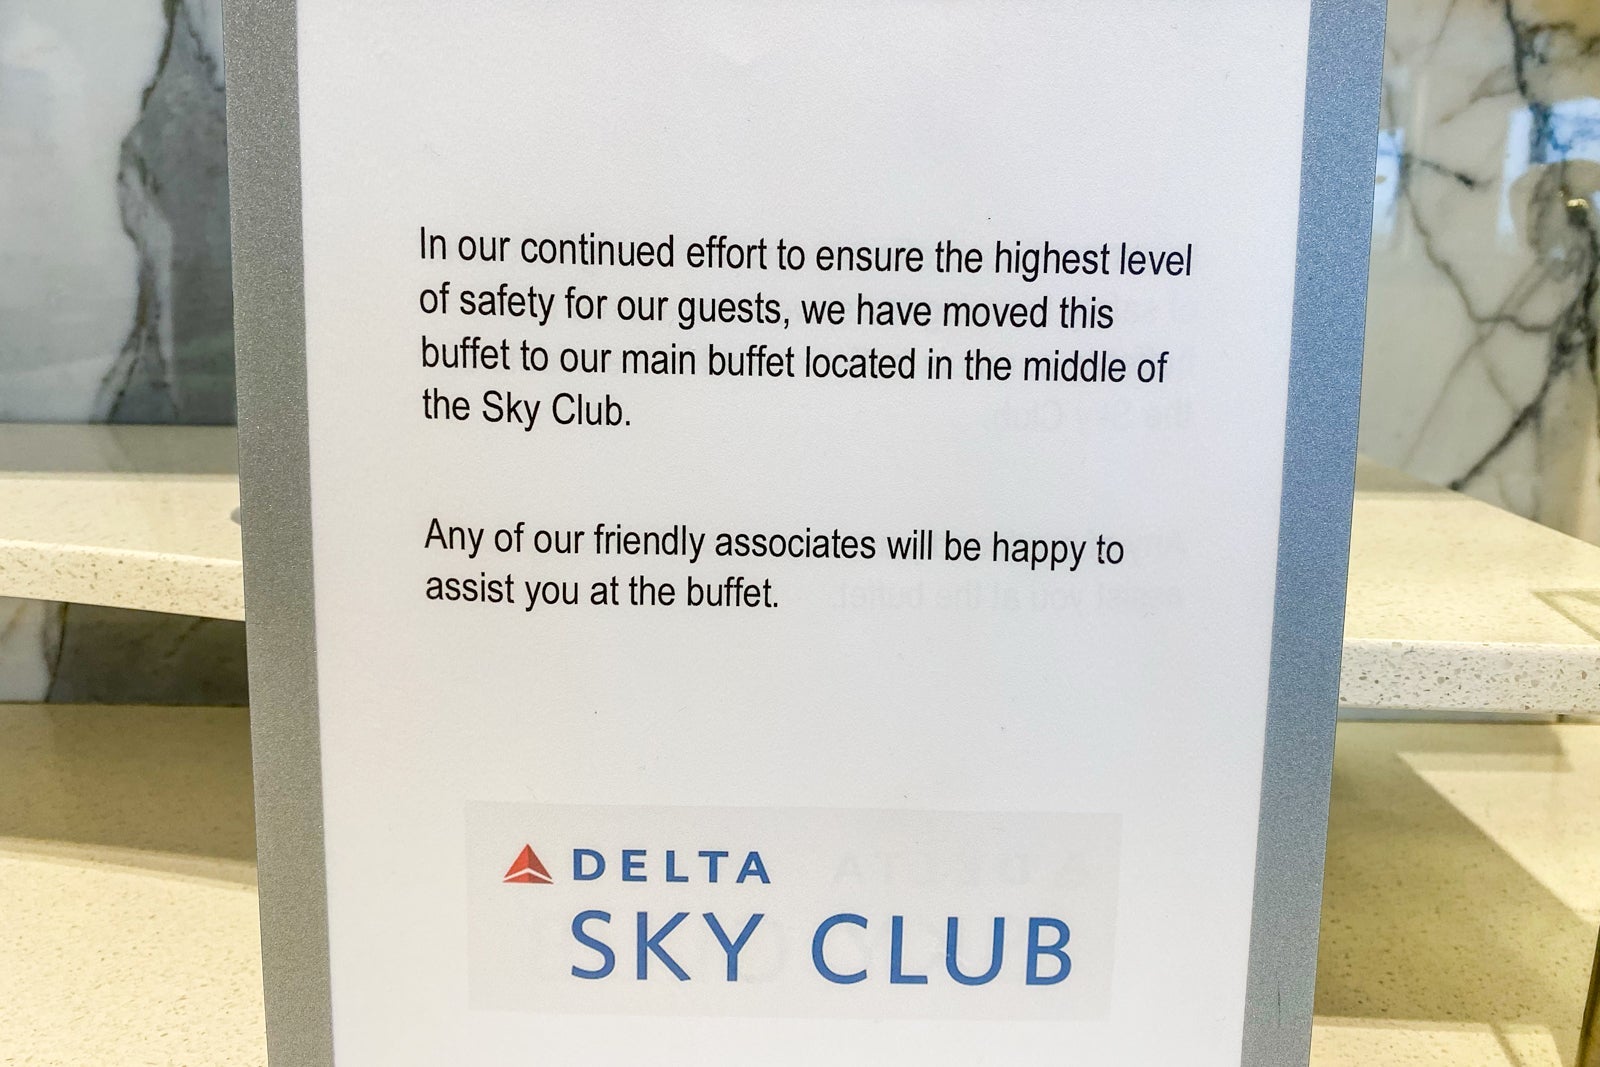 In our continued effort to ensure the highest level
of safety for our guests, we have moved this
buffet to our main buffet located in the middle of
the Sky Club.
Any of our friendly associates will be happy to
assist you at the buffet.
DELTA
SKY CLUB